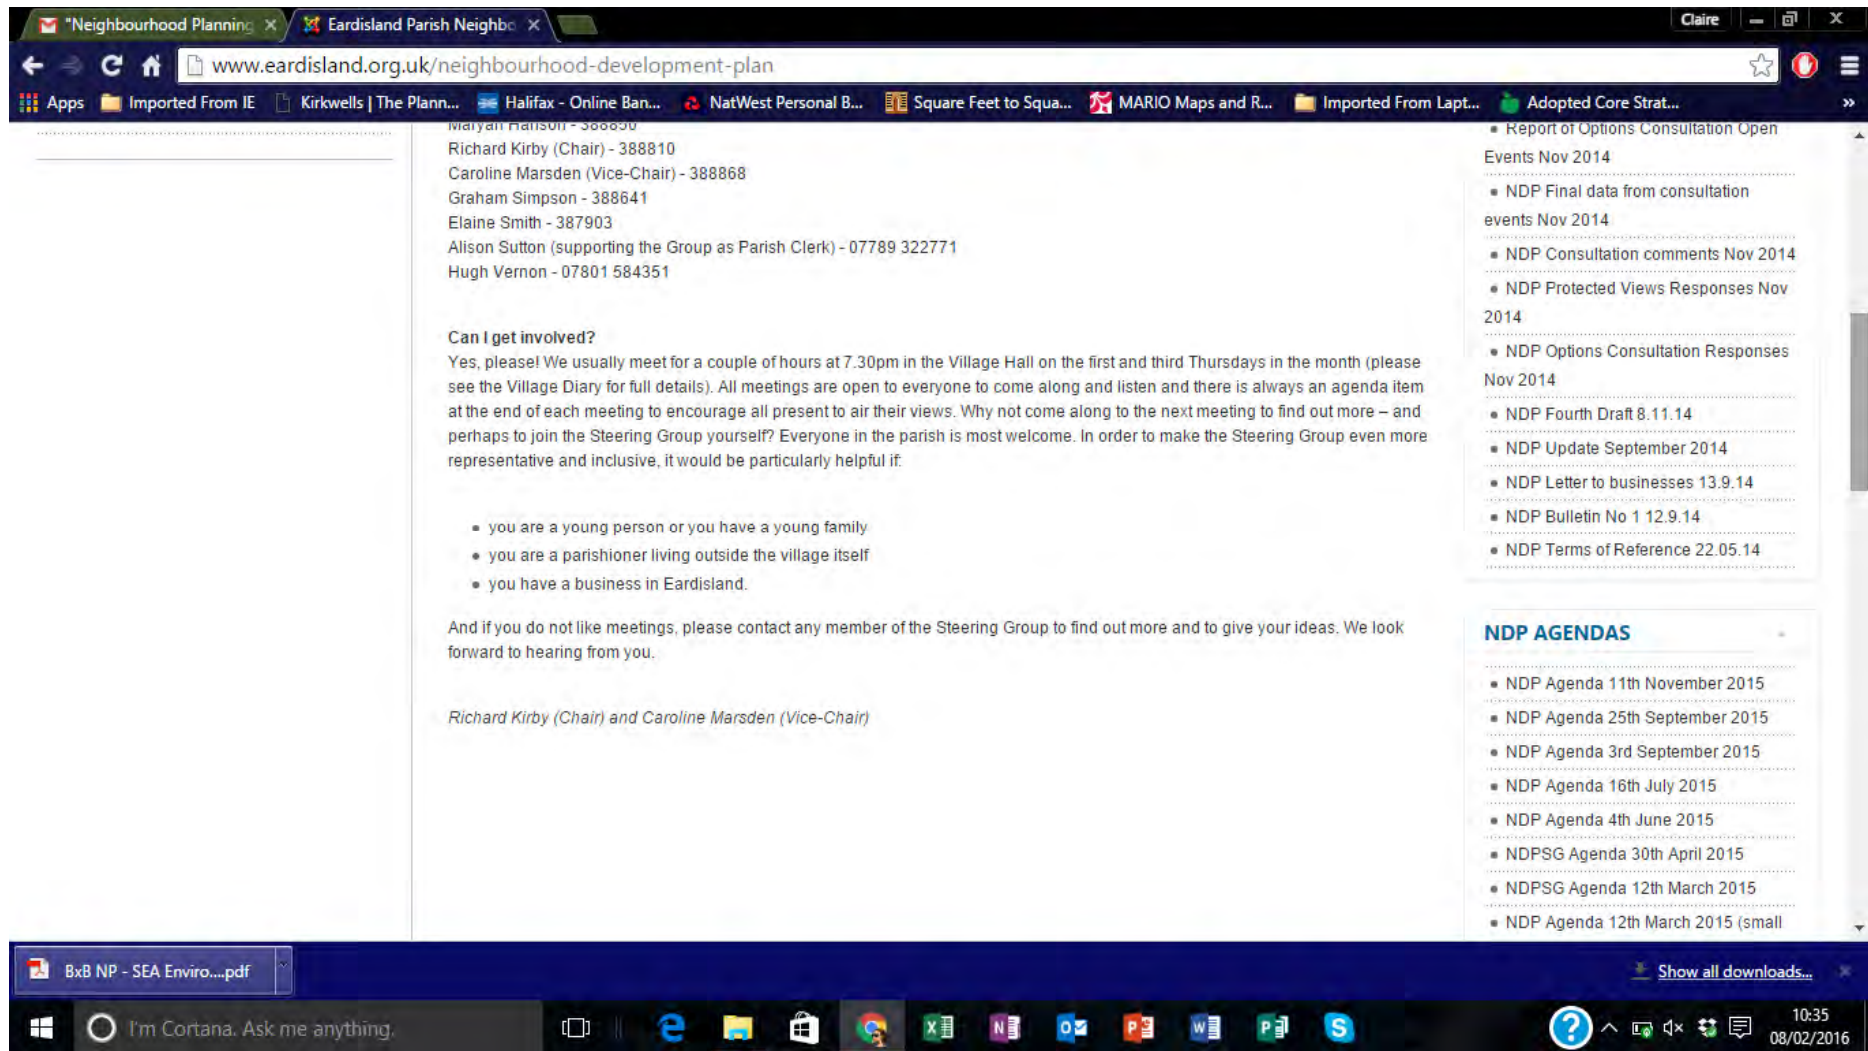 "Neighbourhood Planning
Eardisland Parish Neighbo
Claire
www.eardisland.org.uk/neighbourhood-development-plan
Apps
Imported From IE
Kirkwells | The Plann...
Halifax - Online Ban...
NatWest Personal B...
Square Feet to Squa...
MARIO Maps and R...
Imported From Lapt...
Adopted Core Strat...
»
Maryan Hanson - 388850
Richard Kirby (Chair) - 388810
Caroline Marsden (Vice-Chair) - 388868
Graham Simpson - 388641
Elaine Smith - 387903
Alison Sutton (supporting the Group as Parish Clerk) - 07789 322771
Hugh Vernon - 07801 584351
Can I get involved?
Yes, please! We usually meet for a couple of hours at 7.30pm in the Village Hall on the first and third Thursdays in the month (please
see the Village Diary for full details). All meetings are open to everyone to come along and listen and there is always an agenda item
at the end of each meeting to encourage all present to air their views. Why not come along to the next meeting to find out more – and
perhaps to join the Steering Group yourself? Everyone in the parish is most welcome. In order to make the Steering Group even more
representative and inclusive, it would be particularly helpful if:
you are a young person or you have a young family
you are a parishioner living outside the village itself
you have a business in Eardisland.
And if you do not like meetings, please contact any member of the Steering Group to find out more and to give your ideas. We look
forward to hearing from you.
Richard Kirby (Chair) and Caroline Marsden (Vice-Chair)
Report of Options Consultation Open
Events Nov 2014
NDP Final data from consultation
events Nov 2014
NDP Consultation comments Nov 2014
NDP Protected Views Responses Nov
2014
NDP Options Consultation Responses
Nov 2014
NDP Fourth Draft 8.11.14
NDP Update September 2014
NDP Letter to businesses 13.9.14
NDP Bulletin No 1 12.9.14
NDP Terms of Reference 22.05.14
NDP AGENDAS
NDP Agenda 11th November 2015
NDP Agenda 25th September 2015
NDP Agenda 3rd September 2015
NDP Agenda 16th July 2015
NDP Agenda 4th June 2015
NDPSG Agenda 30th April 2015
NDPSG Agenda 12th March 2015
NDP Agenda 12th March 2015 (small
BxB NP - SEA Enviro....pdf
Show all downloads...
I'm Cortana. Ask me anything.
10:35
08/02/2016